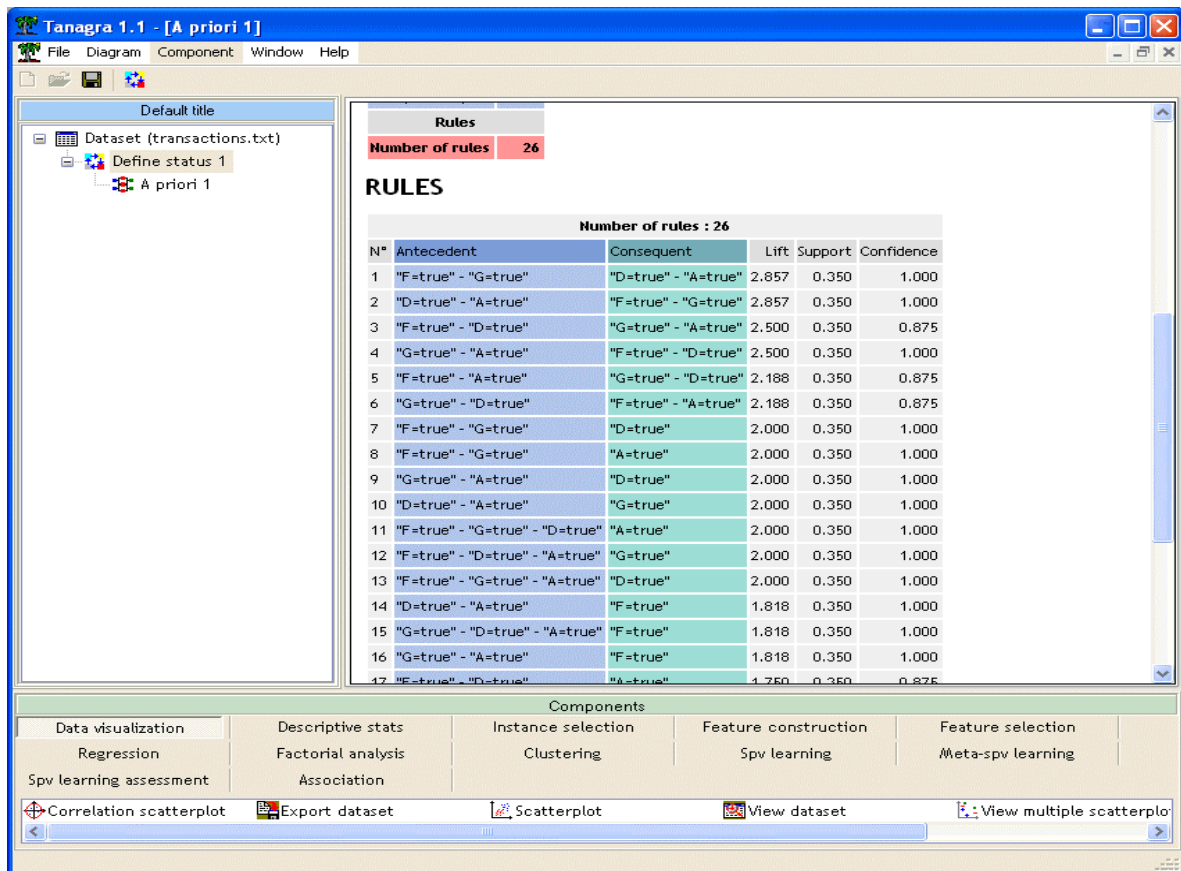 Tanagra 1.1 - [A priori 1]
File Diagram Component Window Help
Default title
Dataset (transactions.txt)
Define status 1
A priori 1
Rules
Number of rules 26
RULES
Number of rules : 26
N° Antecedent Consequent Lift Support Confidence
1 "F=true" - "G=true" "D=true" - "A=true" 2.857 0.350 1.000
2 "D=true" - "A=true" "F=true" - "G=true" 2.857 0.350 1.000
3 "F=true" - "D=true" "G=true" - "A=true" 2.500 0.350 0.875
4 "G=true" - "A=true" "F=true" - "D=true" 2.500 0.350 1.000
5 "F=true" - "A=true" "G=true" - "D=true" 2.188 0.350 0.875
6 "G=true" - "D=true" "F=true" - "A=true" 2.188 0.350 0.875
7 "F=true" - "G=true" "D=true" 2.000 0.350 1.000
8 "F=true" - "G=true" "A=true" 2.000 0.350 1.000
9 "G=true" - "A=true" "D=true" 2.000 0.350 1.000
10 "D=true" - "A=true" "G=true" 2.000 0.350 1.000
11 "F=true" - "G=true" - "D=true" "A=true" 2.000 0.350 1.000
12 "F=true" - "D=true" - "A=true" "G=true" 2.000 0.350 1.000
13 "F=true" - "G=true" - "A=true" "D=true" 2.000 0.350 1.000
14 "D=true" - "A=true" "F=true" 1.818 0.350 1.000
15 "G=true" - "D=true" - "A=true" "F=true" 1.818 0.350 1.000
16 "G=true" - "A=true" "F=true" 1.818 0.350 1.000
17 "F=true" - "D=true" "A=true" 1.750 0.350 0.875
Components
Data visualization Descriptive stats Instance selection Feature construction Feature selection
Regression Factorial analysis Clustering Spv learning Meta-spv learning
Spv learning assessment Association
Correlation scatterplot Export dataset Scatterplot View dataset View multiple scatterplo